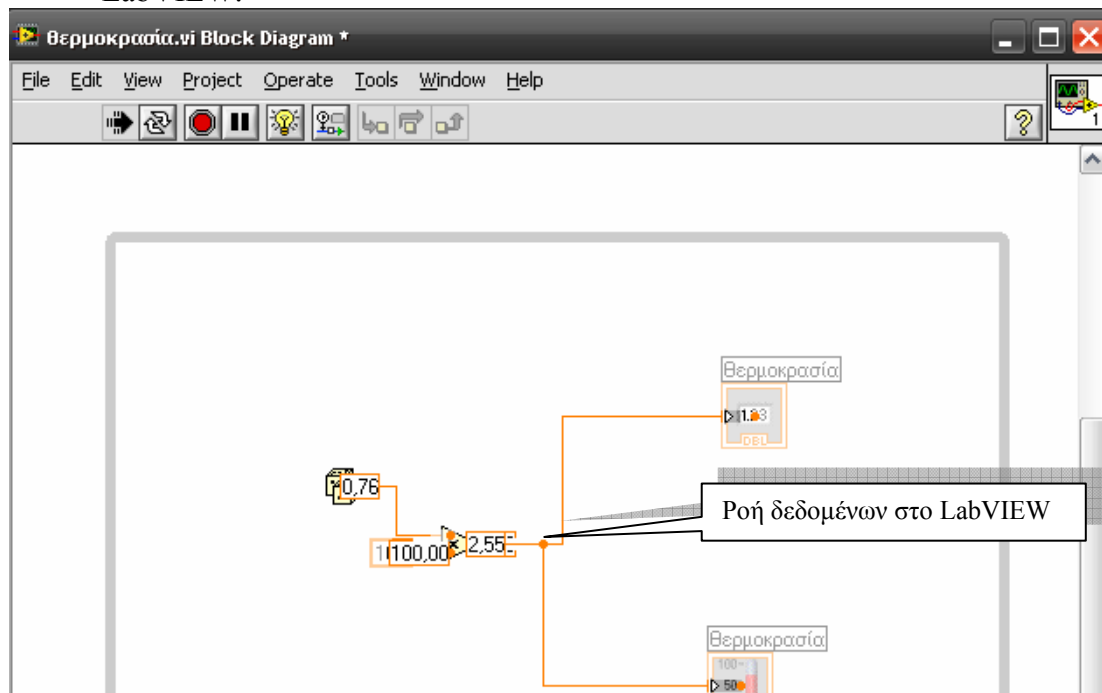 LabVIEW.
θερμοκρασία.vi Block Diagram *
File Edit View Project Operate Tools Window Help
1
Θερμοκρασία
DBL
0,76
Ροή δεδομένων στο LabVIEW
100,00 2,55
Θερμοκρασία
100
50